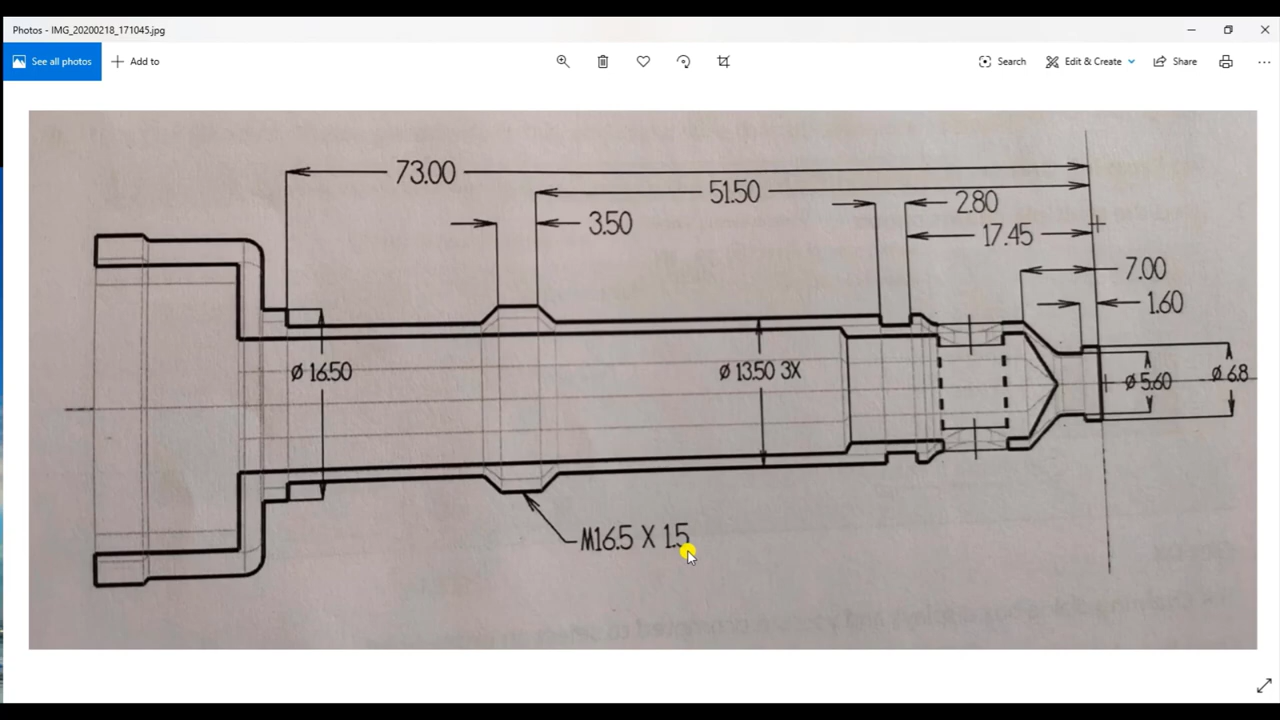 Photos - IMG_20200218_171045.jpg
See all photos
Add to
Search
Edit & Create
Share
73.00
51.50
2.80
3.50
17.45
7.00
1.60
Ø 16.50
Ø 13.50 3X
Ø 5.60
Ø 6.8
M16.5 X 1.5